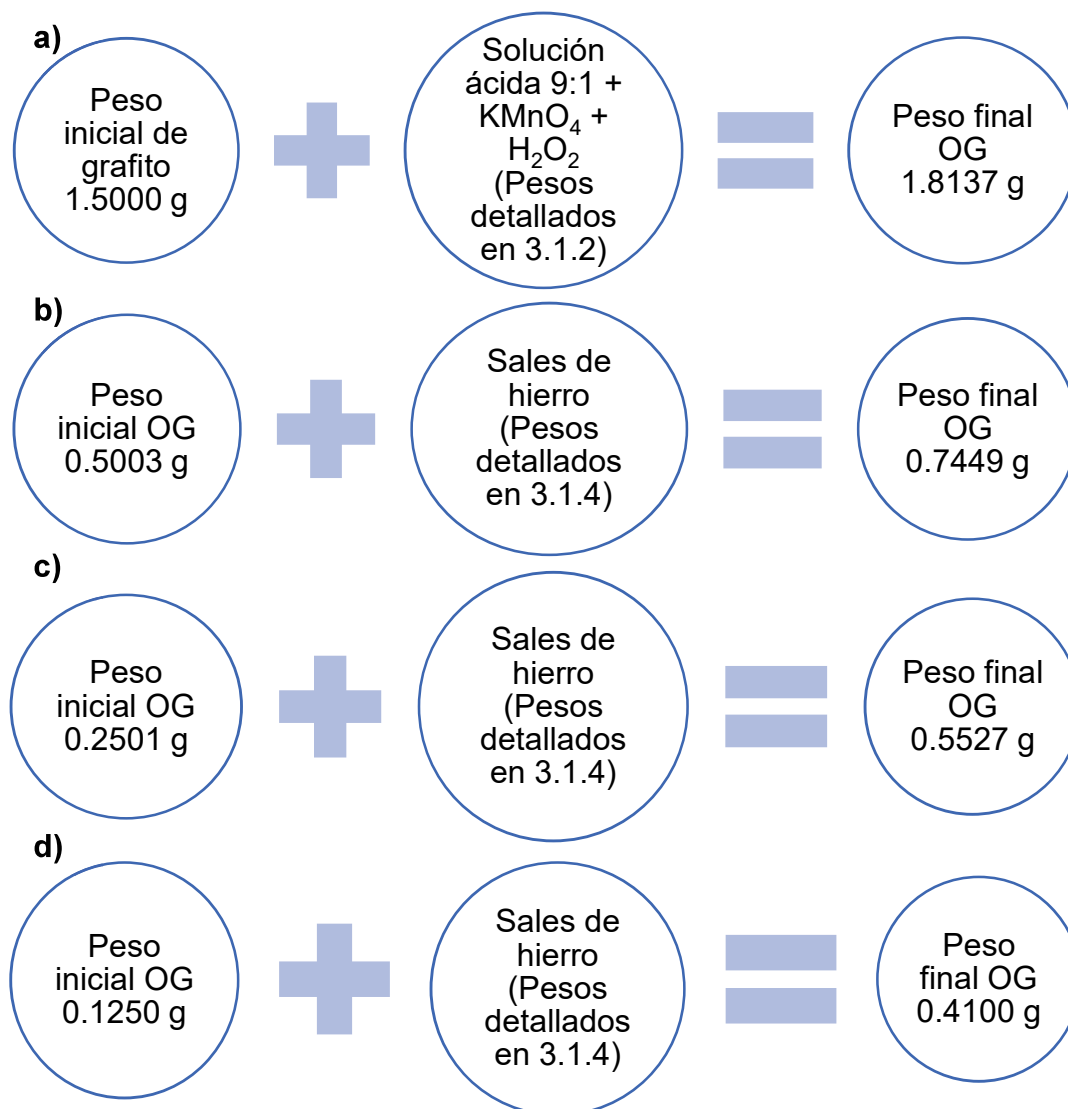 a)
Peso
inicial de
grafito
1.5000 g
Solución
ácida 9:1 +
KMnO₄ +
H₂O₂
(Pesos
detallados
en 3.1.2)
Peso final
OG
1.8137 g
b)
Peso
inicial OG
0.5003 g
Sales de
hierro
(Pesos
detallados
en 3.1.4)
Peso final
OG
0.7449 g
c)
Peso
inicial OG
0.2501 g
Sales de
hierro
(Pesos
detallados
en 3.1.4)
Peso final
OG
0.5527 g
d)
Peso
inicial OG
0.1250 g
Sales de
hierro
(Pesos
detallados
en 3.1.4)
Peso
final OG
0.4100 g